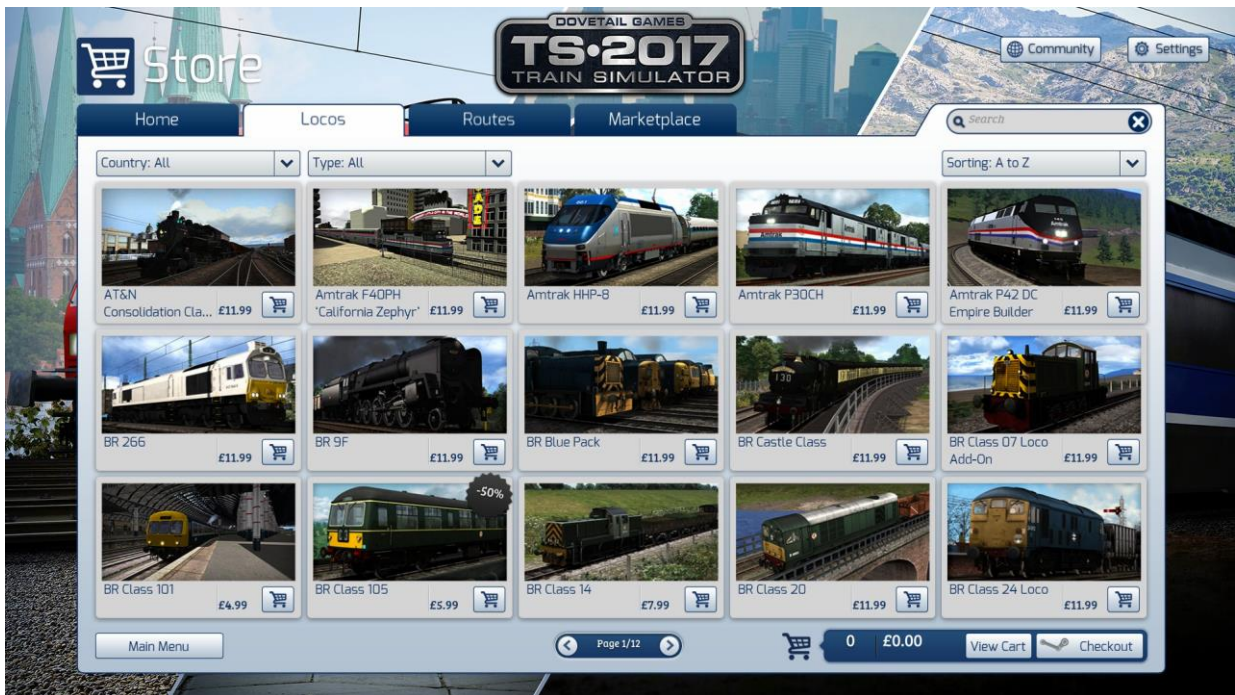 Store
DOVETAIL GAMES
TS•2017
TRAIN SIMULATOR
Community
Settings
Home
Locos
Routes
Marketplace
Search
Country: All
Type: All
Sorting: A to Z
AT&N
Consolidation Cla... £11.99
Amtrak F40PH
'California Zephyr' £11.99
Amtrak HHP-8
£11.99
Amtrak P30CH
£11.99
Amtrak P42 DC
Empire Builder £11.99
BR 266
£11.99
BR 9F
£11.99
BR Blue Pack
£11.99
130
BR Castle Class
£11.99
BR Class 07 Loco
Add-On £11.99
BR Class 101
£4.99
-50%
BR Class 105
£5.99
BR Class 14
£7.99
BR Class 20
£11.99
BR Class 24 Loco
£11.99
Main Menu
Page 1/12
0 £0.00
View Cart
Checkout